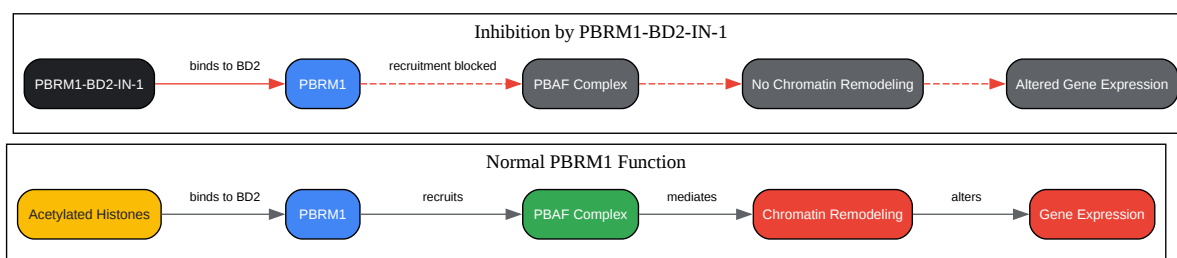 Inhibition by PBRM1-BD2-IN-1
PBRM1-BD2-IN-1
binds to BD2
PBRM1
recruitment blocked
PBAF Complex
No Chromatin Remodeling
Altered Gene Expression
Normal PBRM1 Function
Acetylated Histones
binds to BD2
PBRM1
recruits
PBAF Complex
mediates
Chromatin Remodeling
alters
Gene Expression